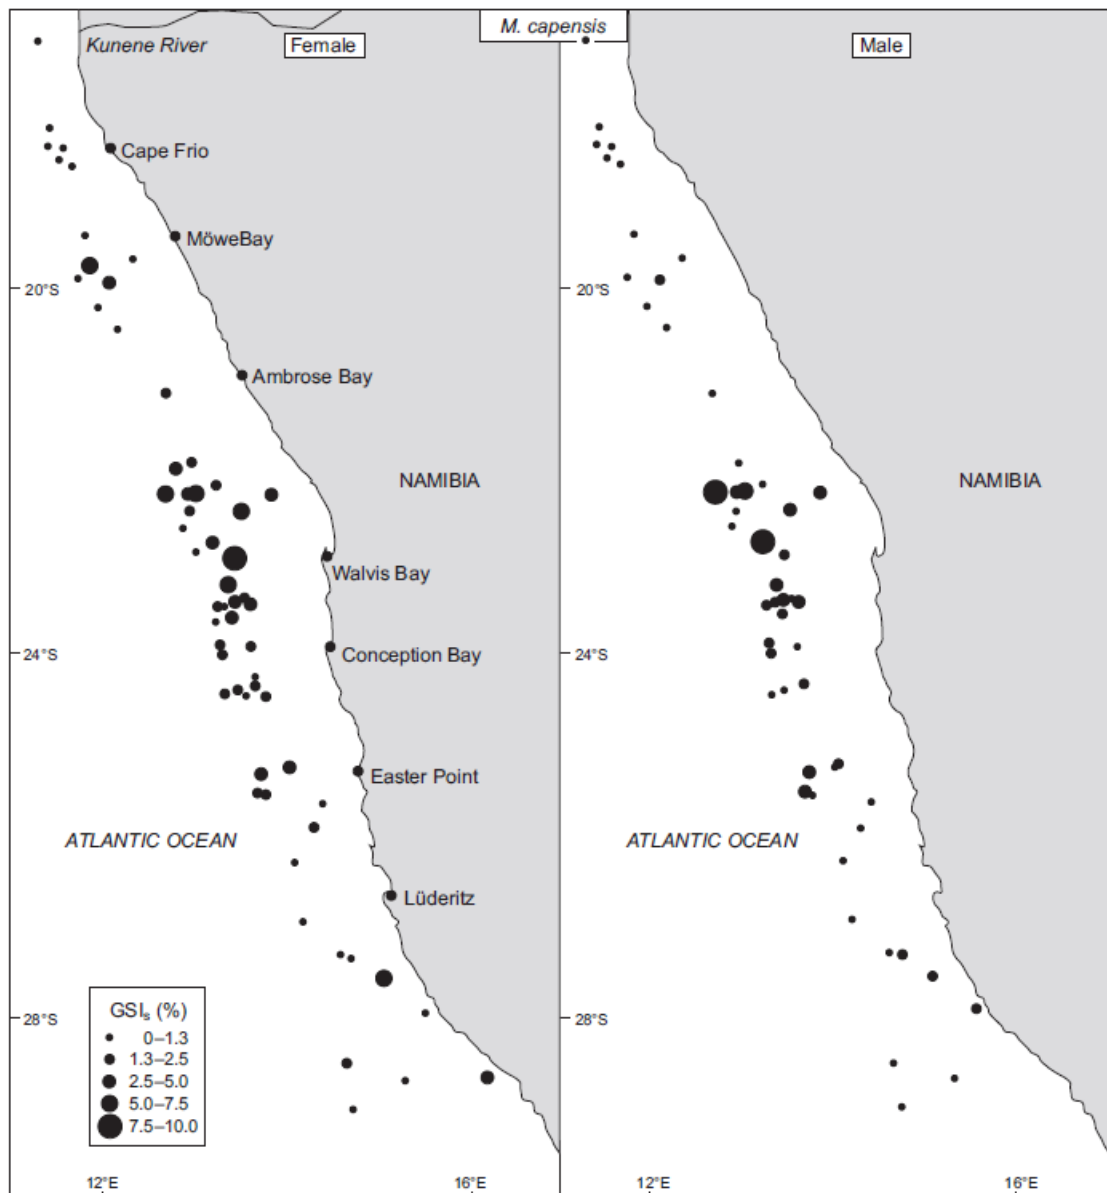 M. capensis
Kunene River
Female
Cape Frio
MöweBay
20°S
Ambrose Bay
NAMIBIA
Walvis Bay
24°S
Conception Bay
Easter Point
ATLANTIC OCEAN
Lüderitz
GSIs (%)
0–1.3
1.3–2.5
2.5–5.0
5.0–7.5
7.5–10.0
28°S
12°E
16°E
Male
20°S
NAMIBIA
24°S
ATLANTIC OCEAN
28°S
12°E
16°E